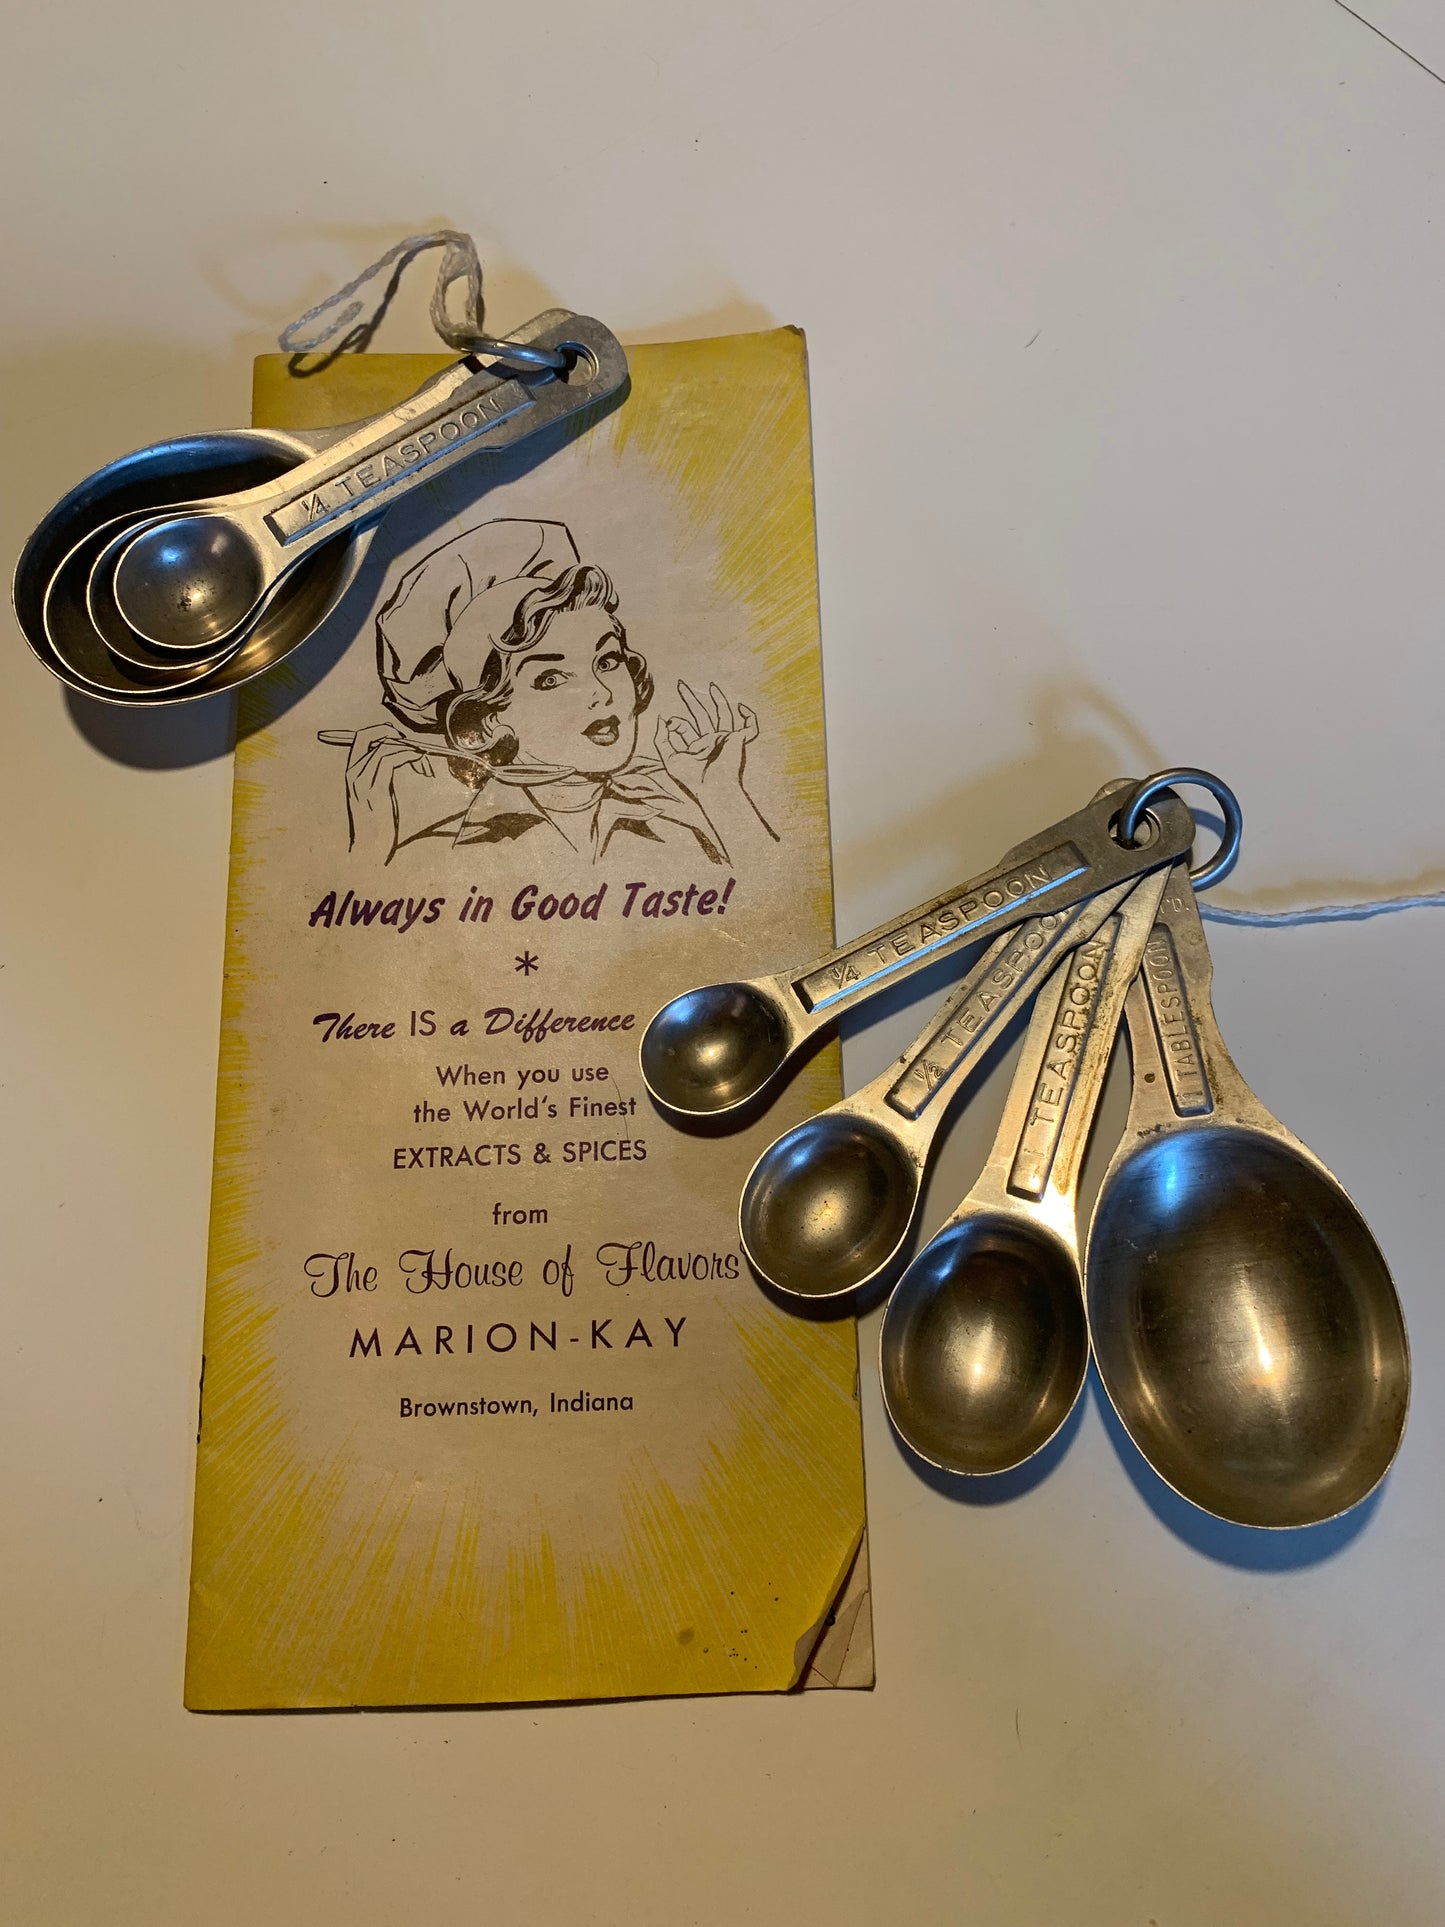 1/4 TEASPOON
Always in Good Taste!
*
There IS a Difference
When you use
the World's Finest
EXTRACTS & SPICES
from
The House of Flavors
MARION-KAY
Brownstown, Indiana
1/4 TEASPOON
1/2 TEASPOON
1 TEASPOON
1 TABLESPOON